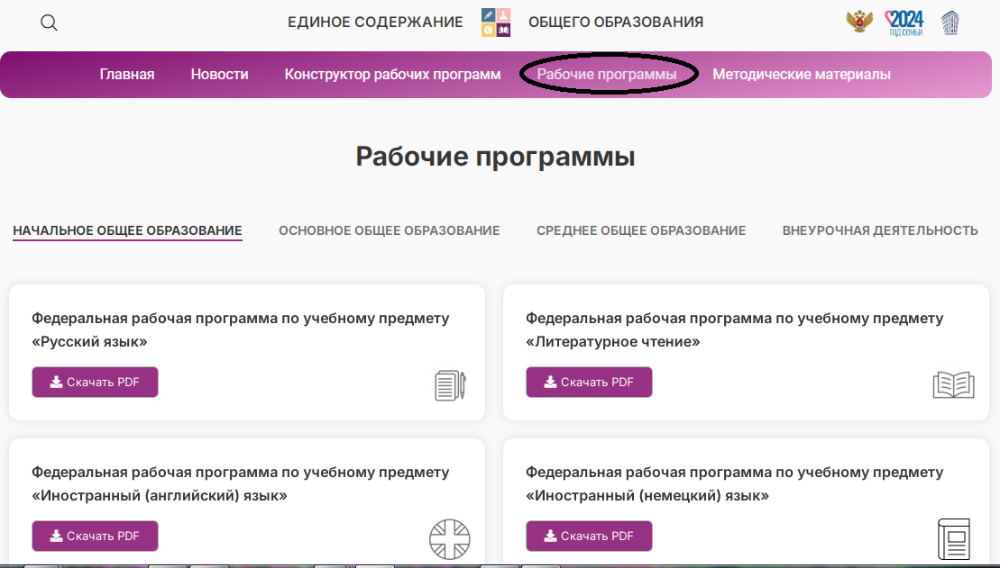 ЕДИНОЕ СОДЕРЖАНИЕ ОБЩЕГО ОБРАЗОВАНИЯ
2024
ГОД СЕМЬИ
Главная Новости Конструктор рабочих программ Рабочие программы Методические материалы
Рабочие программы
НАЧАЛЬНОЕ ОБЩЕЕ ОБРАЗОВАНИЕ ОСНОВНОЕ ОБЩЕЕ ОБРАЗОВАНИЕ СРЕДНЕЕ ОБЩЕЕ ОБРАЗОВАНИЕ ВНЕУРОЧНАЯ ДЕЯТЕЛЬНОСТЬ
Федеральная рабочая программа по учебному предмету
«Русский язык»
Скачать PDF
Федеральная рабочая программа по учебному предмету
«Литературное чтение»
Скачать PDF
Федеральная рабочая программа по учебному предмету
«Иностранный (английский) язык»
Скачать PDF
Федеральная рабочая программа по учебному предмету
«Иностранный (немецкий) язык»
Скачать PDF